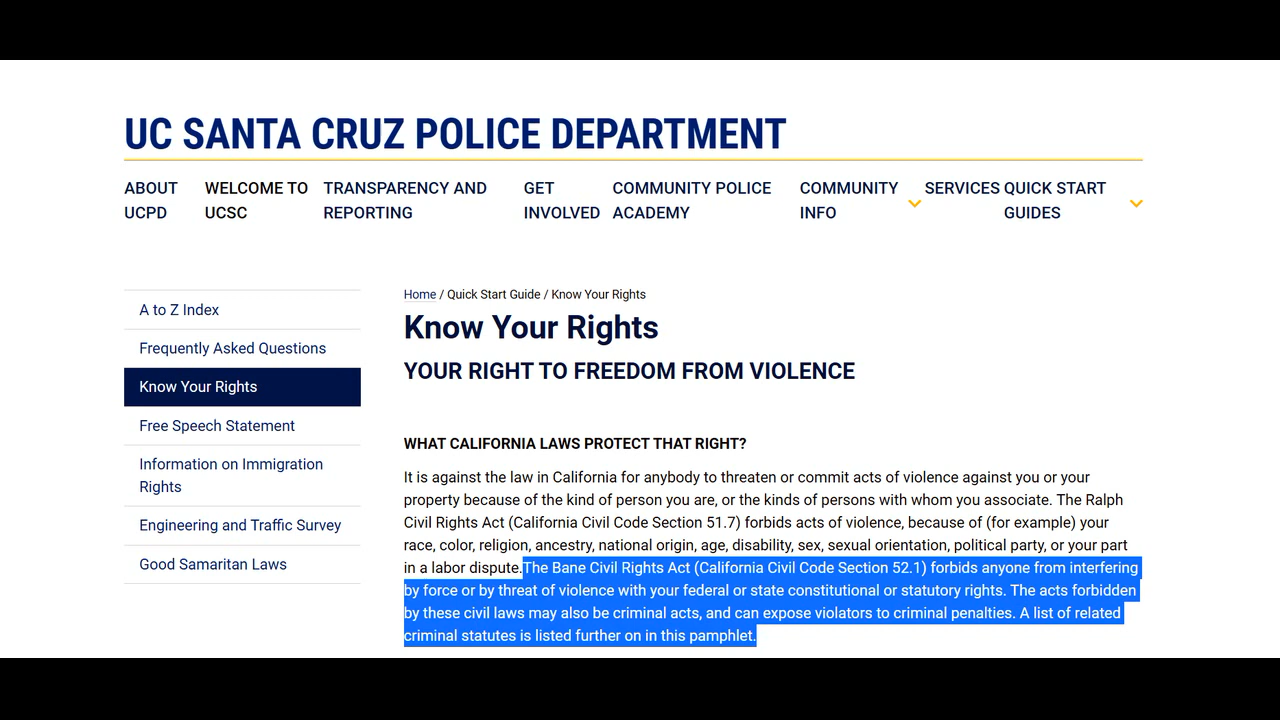 UC SANTA CRUZ POLICE DEPARTMENT
ABOUT UCPD
WELCOME TO UCSC
TRANSPARENCY AND REPORTING
GET INVOLVED
COMMUNITY POLICE ACADEMY
COMMUNITY INFO
SERVICES
QUICK START GUIDES
A to Z Index
Frequently Asked Questions
Know Your Rights
Free Speech Statement
Information on Immigration
Rights
Engineering and Traffic Survey
Good Samaritan Laws
Home / Quick Start Guide / Know Your Rights
Know Your Rights
YOUR RIGHT TO FREEDOM FROM VIOLENCE
WHAT CALIFORNIA LAWS PROTECT THAT RIGHT?
It is against the law in California for anybody to threaten or commit acts of violence against you or your
property because of the kind of person you are, or the kinds of persons with whom you associate. The Ralph
Civil Rights Act (California Civil Code Section 51.7) forbids acts of violence, because of (for example) your
race, color, religion, ancestry, national origin, age, disability, sex, sexual orientation, political party, or your part
in a labor dispute.The Bane Civil Rights Act (California Civil Code Section 52.1) forbids anyone from interfering
by force or by threat of violence with your federal or state constitutional or statutory rights. The acts forbidden
by these civil laws may also be criminal acts, and can expose violators to criminal penalties. A list of related
criminal statutes is listed further on in this pamphlet.